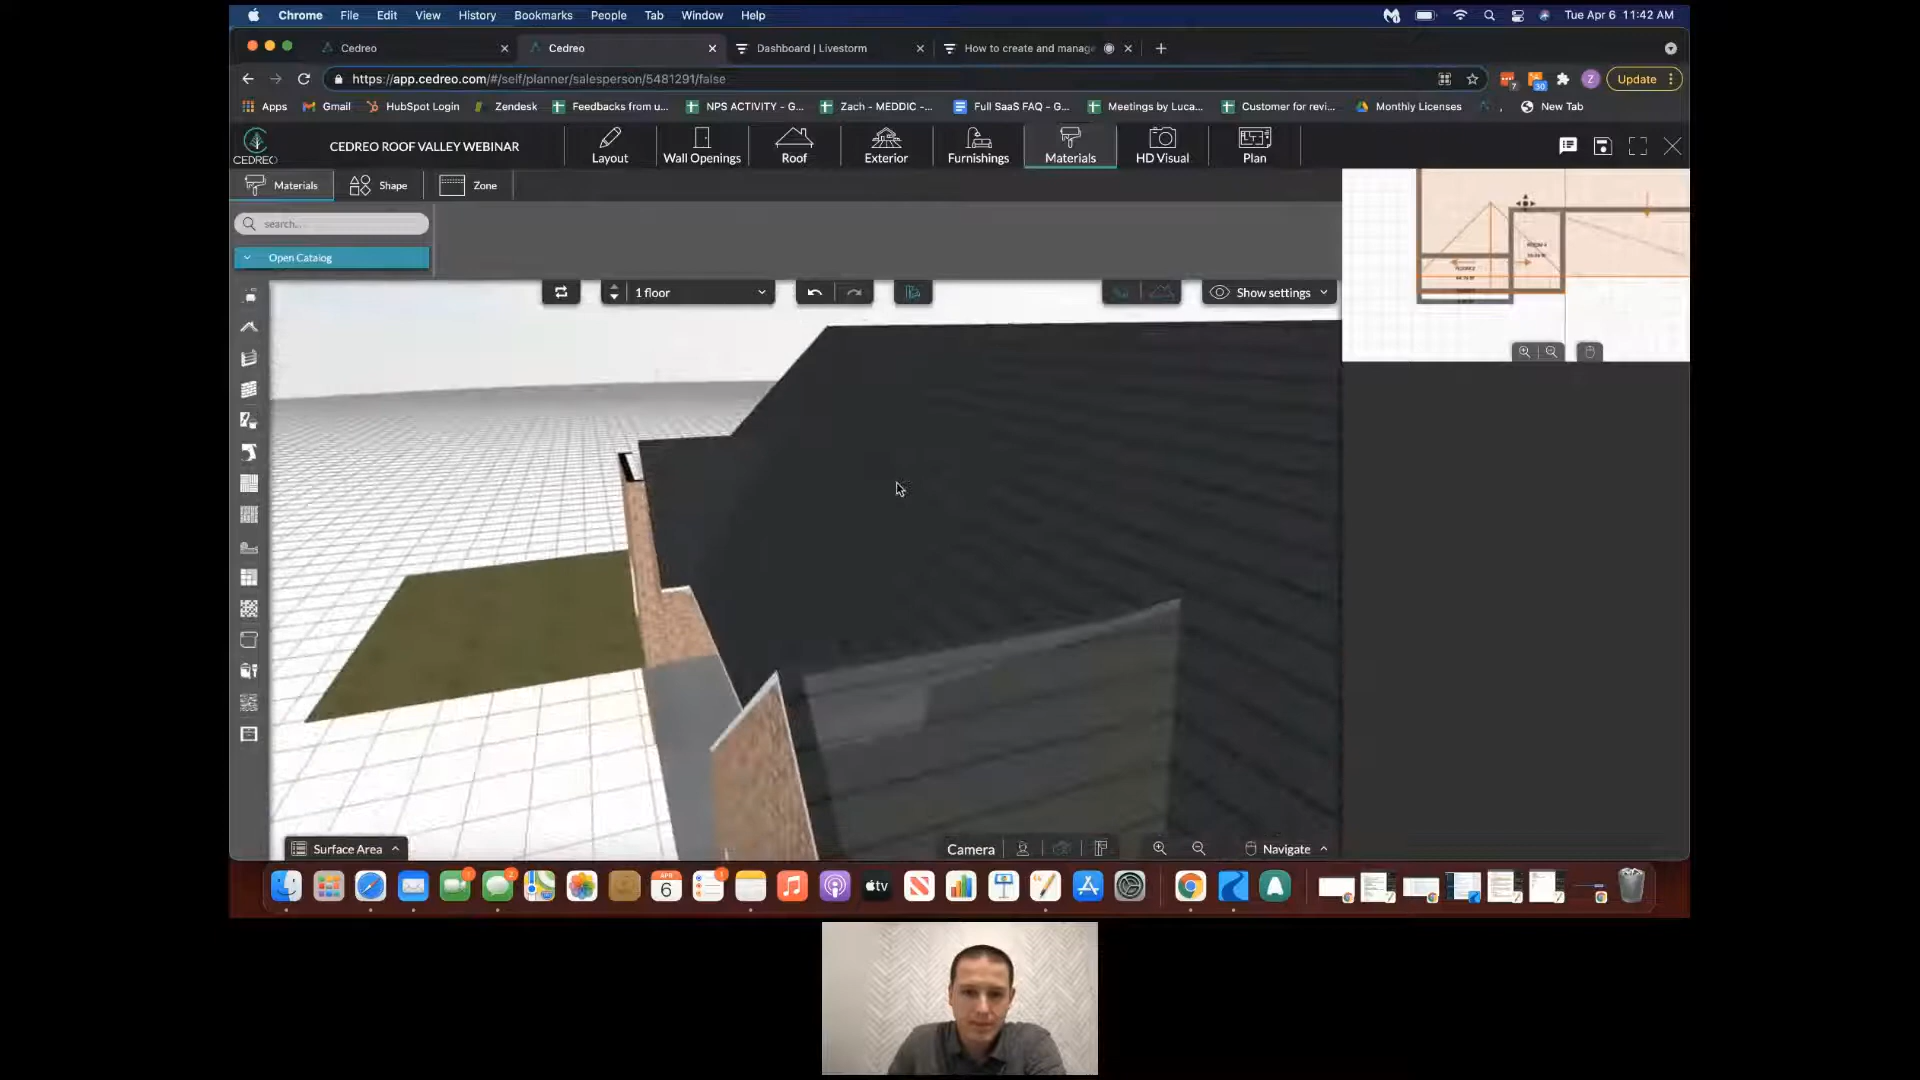 Chrome File Edit View History Bookmarks People Tab Window Help Tue Apr 6 11:42 AM
Cedreo Cedreo Dashboard | Livestorm How to create and manage
https://app.cedreo.com/#/self/planner/salesperson/5481291/false Update
Apps Gmail HubSpot Login Zendesk Feedbacks from u... NPS ACTIVITY - G... Zach - MEDDIC -... Full SaaS FAQ - G... Meetings by Luca... Customer for revi... Monthly Licenses New Tab
CEDREO CEDREO ROOF VALLEY WEBINAR Layout Wall Openings Roof Exterior Furnishings Materials HD Visual Plan
Materials Shape Zone
search...
Open Catalog
1 floor Show settings
Surface Area Camera Navigate
APR
6
tv